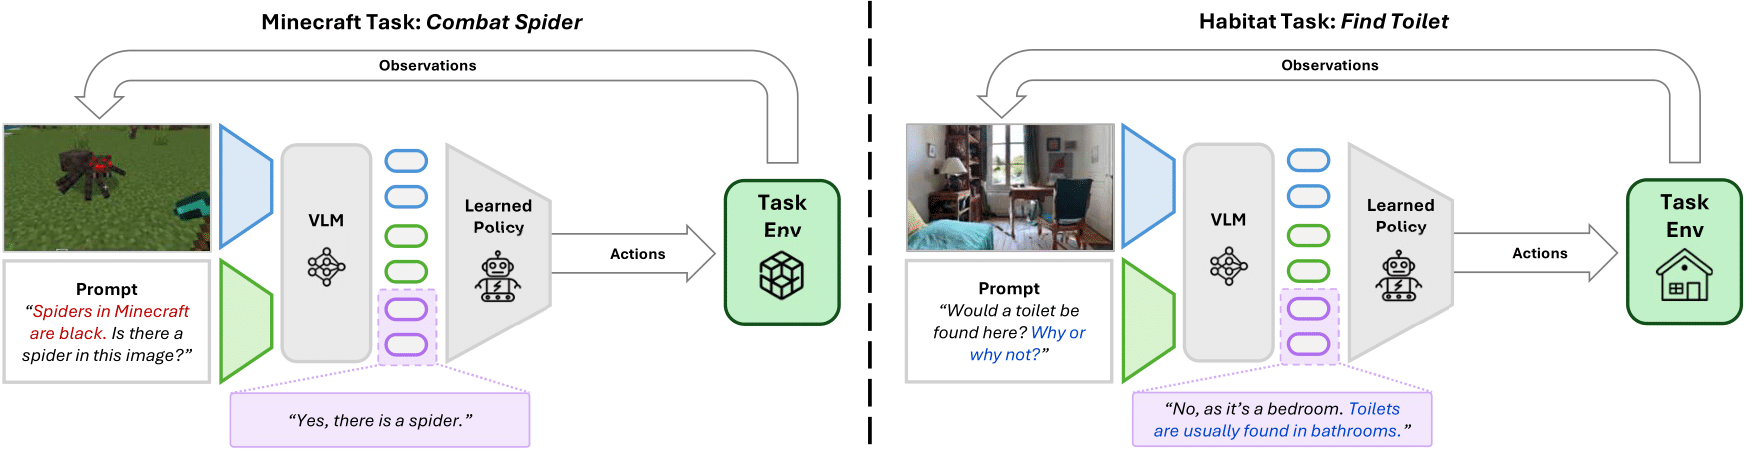 Minecraft Task: Combat Spider
Observations
Prompt
“Spiders in Minecraft
are black. Is there a
spider in this image?”
VLM
Learned
Policy
Actions
Task
Env
“Yes, there is a spider.”
Habitat Task: Find Toilet
Observations
Prompt
“Would a toilet be
found here? Why or
why not?”
VLM
Learned
Policy
Actions
Task
Env
“No, as it’s a bedroom. Toilets
are usually found in bathrooms.”